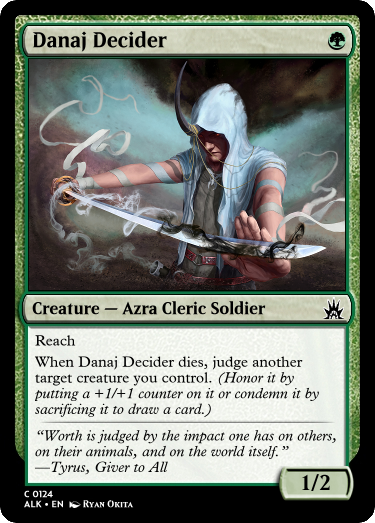 Danaj Decider
Creature — Azra Cleric Soldier
Reach
When Danaj Decider dies, judge another
target creature you control. (Honor it by
putting a +1/+1 counter on it or condemn it by
sacrificing it to draw a card.)
“Worth is judged by the impact one has on others,
on their animals, and on the world itself.”
—Tyrus, Giver to All
1/2
C 0124
ALK • EN Ryan Okita